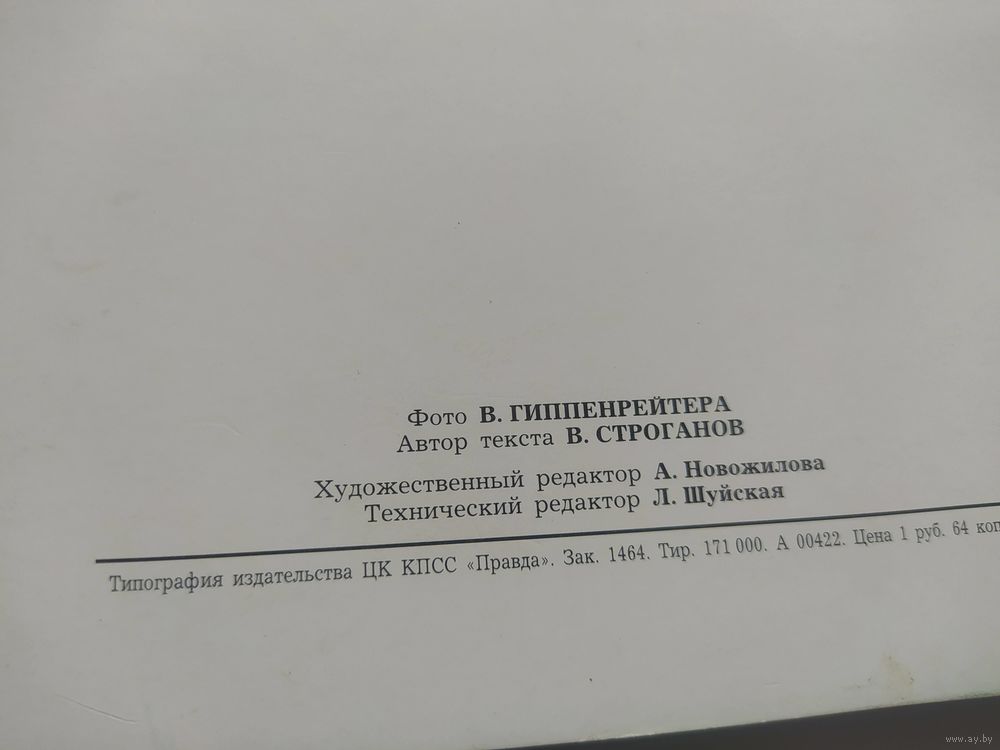 Фото В. ГИППЕНРЕЙТЕРА
Автор текста В. СТРОГАНОВ
Художественный редактор А. Новожилова
Технический редактор Л. Шуйская
Типография издательства ЦК КПСС «Правда». Зак. 1464. Тир. 171 000. А 00422. Цена 1 руб. 64 коп
www.ay.by